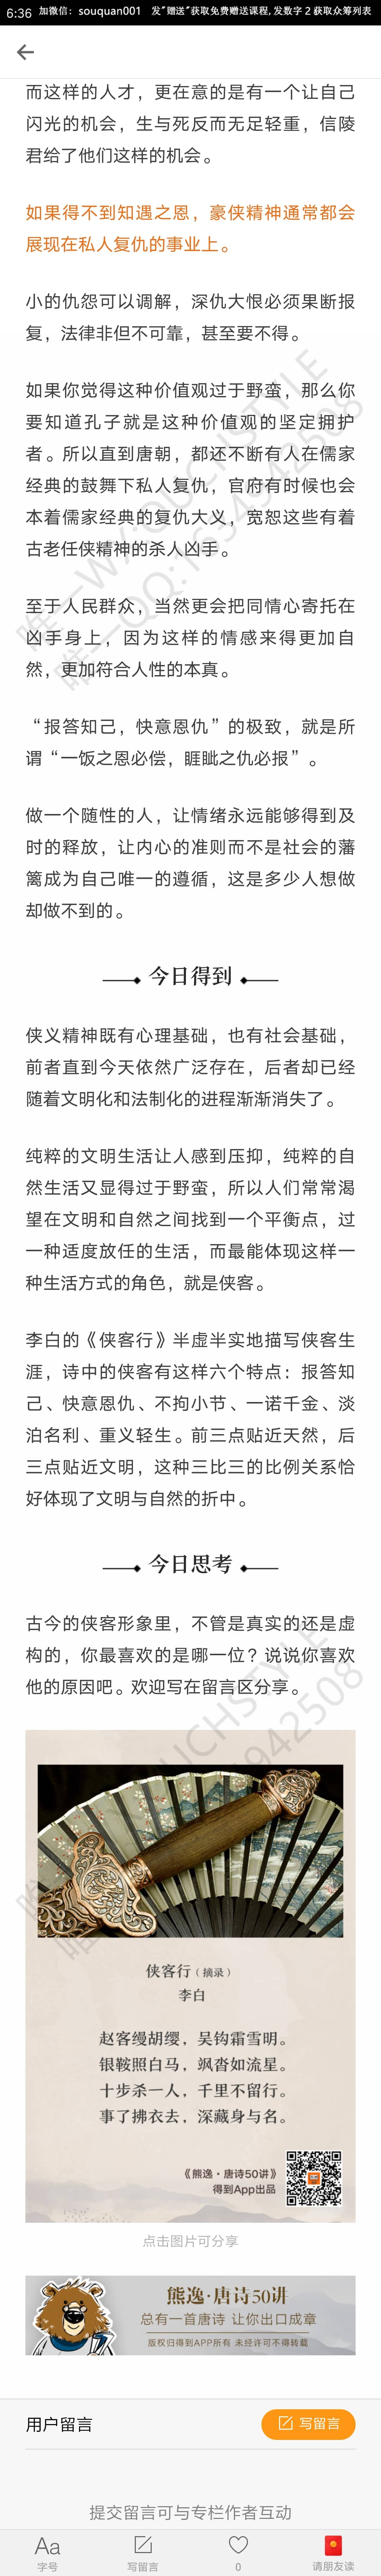 6:36 加微信：souquan001 发"赠送"获取免费赠送课程,发数字 2 获取众筹列表
而这样的人才，更在意的是有一个让自己
闪光的机会，生与死反而无足轻重，信陵
君给了他们这样的机会。
如果得不到知遇之恩，豪侠精神通常都会
展现在私人复仇的事业上。
小的仇怨可以调解，深仇大恨必须果断报
复，法律非但不可靠，甚至要不得。
如果你觉得这种价值观过于野蛮，那么你
要知道孔子就是这种价值观的坚定拥护
者。所以直到唐朝，都还不断有人在儒家
经典的鼓舞下私人复仇，官府有时候也会
本着儒家经典的复仇大义，宽恕这些有着
古老任侠精神的杀人凶手。
至于人民群众，当然更会把同情心寄托在
凶手身上，因为这样的情感来得更加自
然，更加符合人性的本真。
“报答知己，快意恩仇”的极致，就是所
谓“一饭之恩必偿，睚眦之仇必报”。
做一个随性的人，让情绪永远能够得到及
时的释放，让内心的准则而不是社会的藩
篱成为自己唯一的遵循，这是多少人想做
却做不到的。
今日得到
侠义精神既有心理基础，也有社会基础，
前者直到今天依然广泛存在，后者却已经
随着文明化和法制化的进程渐渐消失了。
纯粹的文明生活让人感到压抑，纯粹的自
然生活又显得过于野蛮，所以人们常常渴
望在文明和自然之间找到一个平衡点，过
一种适度放任的生活，而最能体现这样一
种生活方式的角色，就是侠客。
李白的《侠客行》半虚半实地描写侠客生
涯，诗中的侠客有这样六个特点：报答知
己、快意恩仇、不拘小节、一诺千金、淡
泊名利、重义轻生。前三点贴近天然，后
三点贴近文明，这种三比三的比例关系恰
好体现了文明与自然的折中。
今日思考
古今的侠客形象里，不管是真实的还是虚
构的，你最喜欢的是哪一位？说说你喜欢
他的原因吧。欢迎写在留言区分享。
侠客行（摘录）
李白
赵客缦胡缨，吴钩霜雪明。
银鞍照白马，飒沓如流星。
十步杀一人，千里不留行。
事了拂衣去，深藏身与名。
《熊逸·唐诗50讲》
得到App出品
点击图片可分享
熊逸·唐诗50讲
总有一首唐诗 让你出口成章
版权归得到APP所有 未经许可不得转载
用户留言
写留言
提交留言可与专栏作者互动
Aa
字号 写留言 0 请朋友读